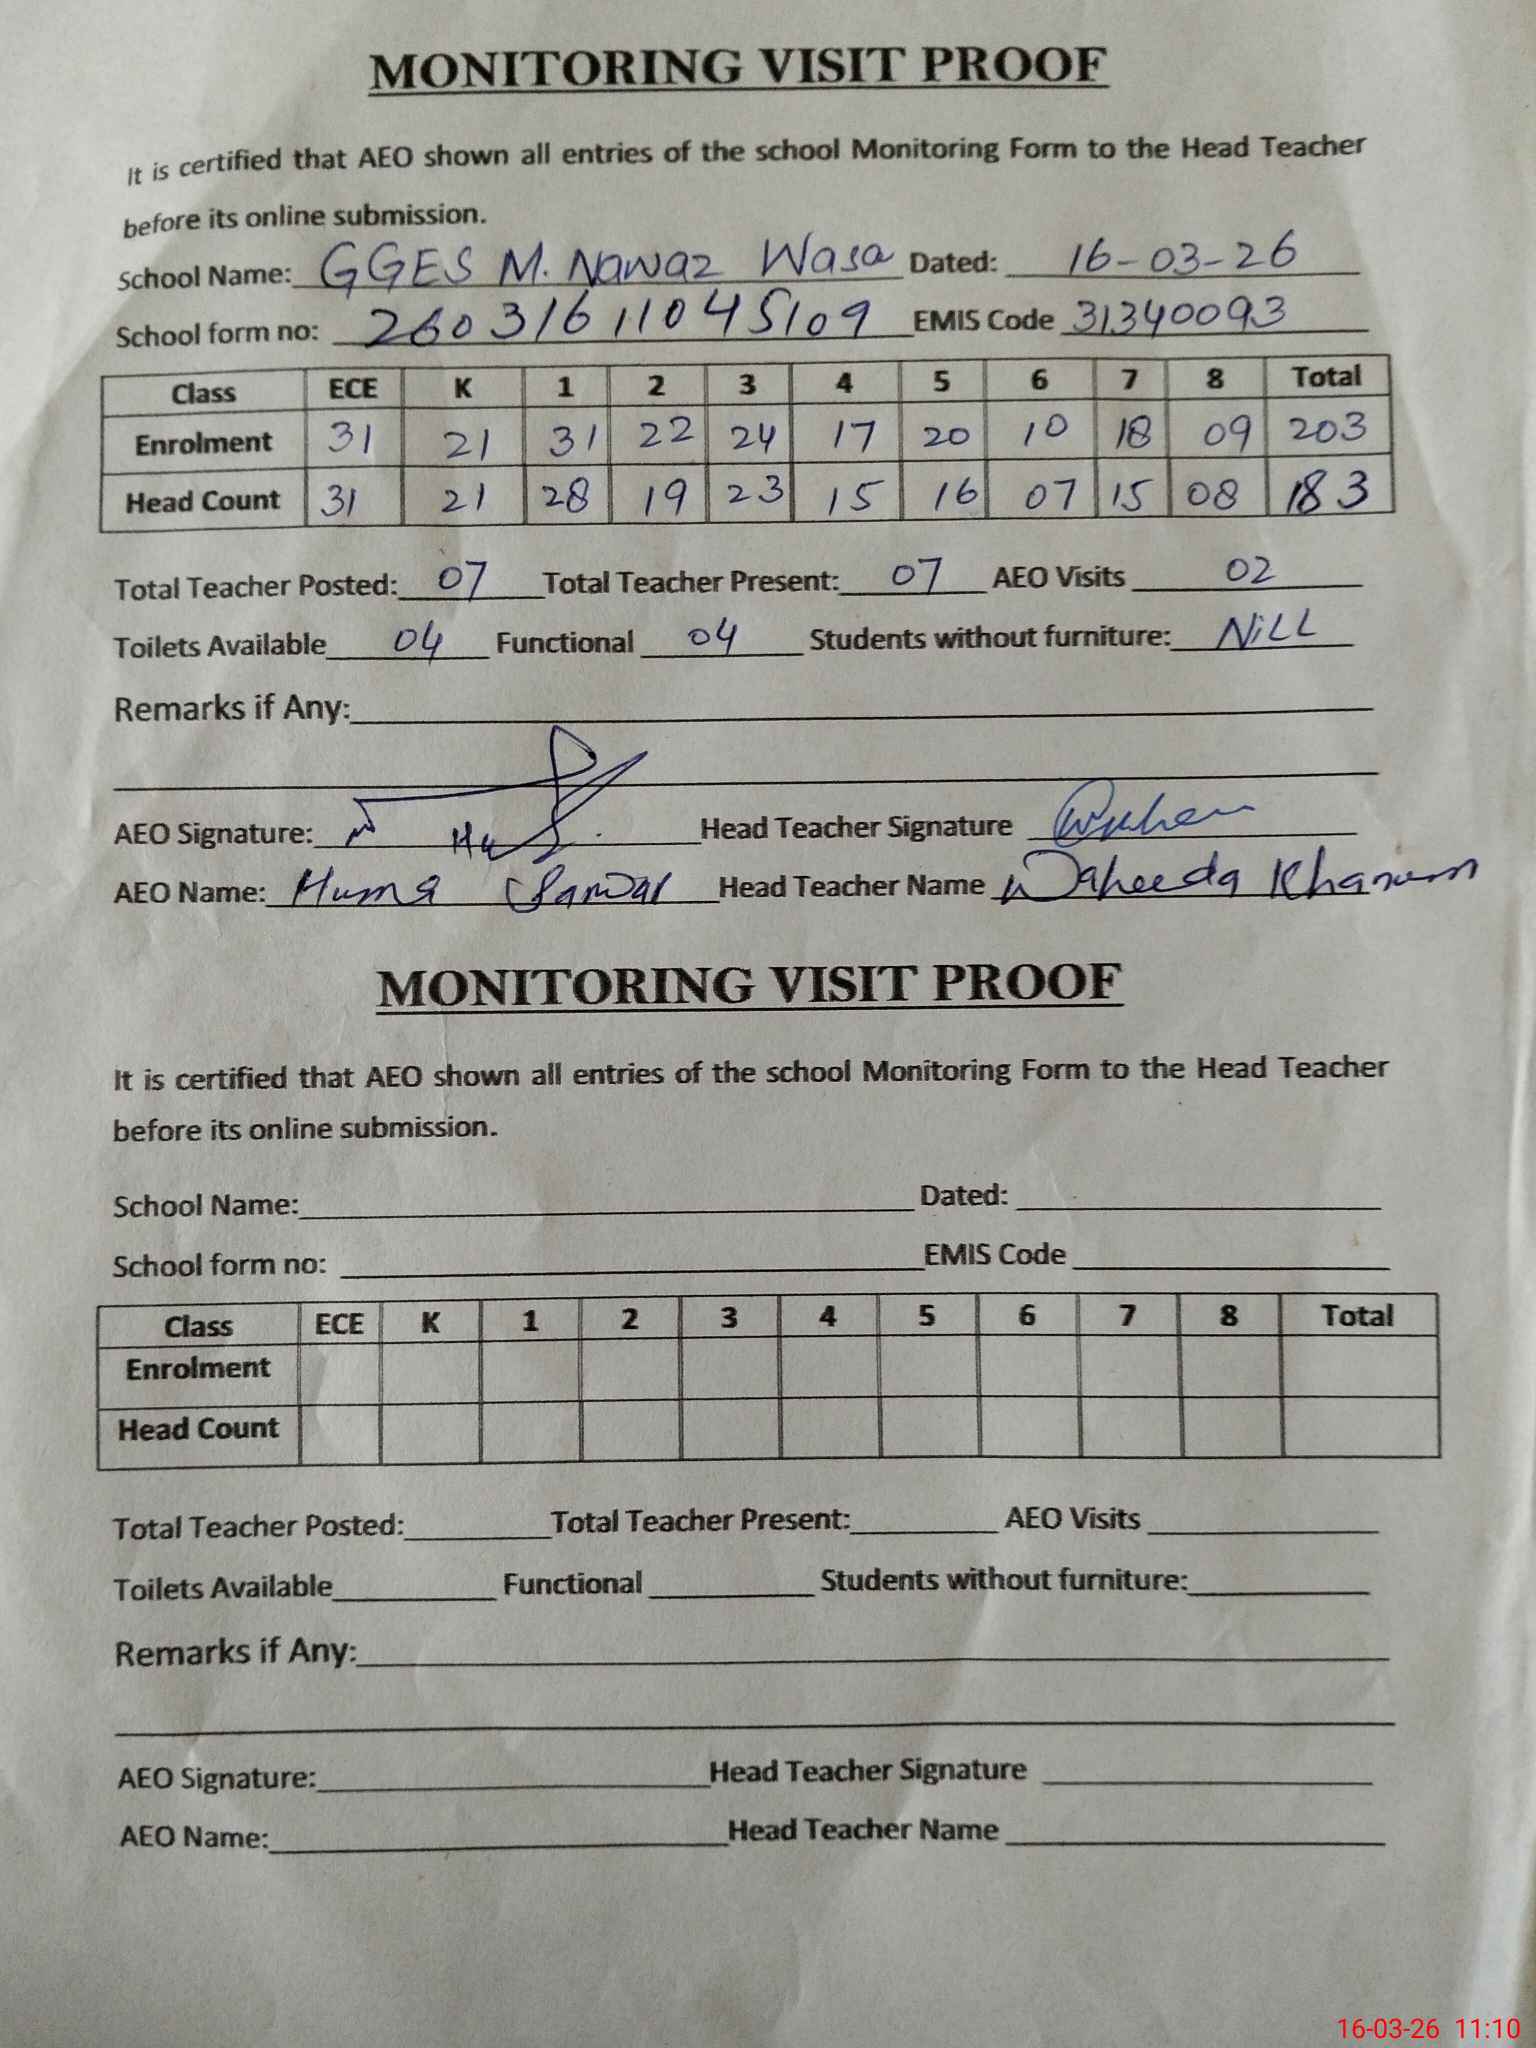 MONITORING VISIT PROOF
It is certified that AEO shown all entries of the school Monitoring Form to the Head Teacher
before its online submission.
School Name: GGES M. Nawaz Wasa Dated: 16-03-26
School form no: 26031611045109 EMIS Code 31340093
Class ECE K 1 2 3 4 5 6 7 8 Total
Enrolment 31 21 31 22 24 17 20 10 18 09 203
Head Count 31 21 28 19 23 15 16 07 15 08 183
Total Teacher Posted: 07 Total Teacher Present: 07 AEO Visits 02
Toilets Available 04 Functional 04 Students without furniture: NiLL
Remarks if Any:
AEO Signature: Head Teacher Signature
AEO Name: Huma Sarwar Head Teacher Name Waheeda Khanum
MONITORING VISIT PROOF
It is certified that AEO shown all entries of the school Monitoring Form to the Head Teacher
before its online submission.
School Name: Dated:
School form no: EMIS Code
Class ECE K 1 2 3 4 5 6 7 8 Total
Enrolment
Head Count
Total Teacher Posted: Total Teacher Present: AEO Visits
Toilets Available Functional Students without furniture:
Remarks if Any:
AEO Signature: Head Teacher Signature
AEO Name: Head Teacher Name
16-03-26 11:10